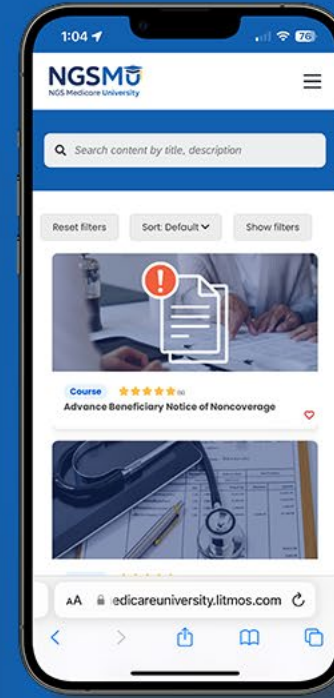 1:04
76
NGSMU
NGS Medicare University
Search content by title, description
Reset filters
Sort: Default
Show filters
Course
Advance Beneficiary Notice of Noncoverage
AA
edicareuniversity.litmos.com